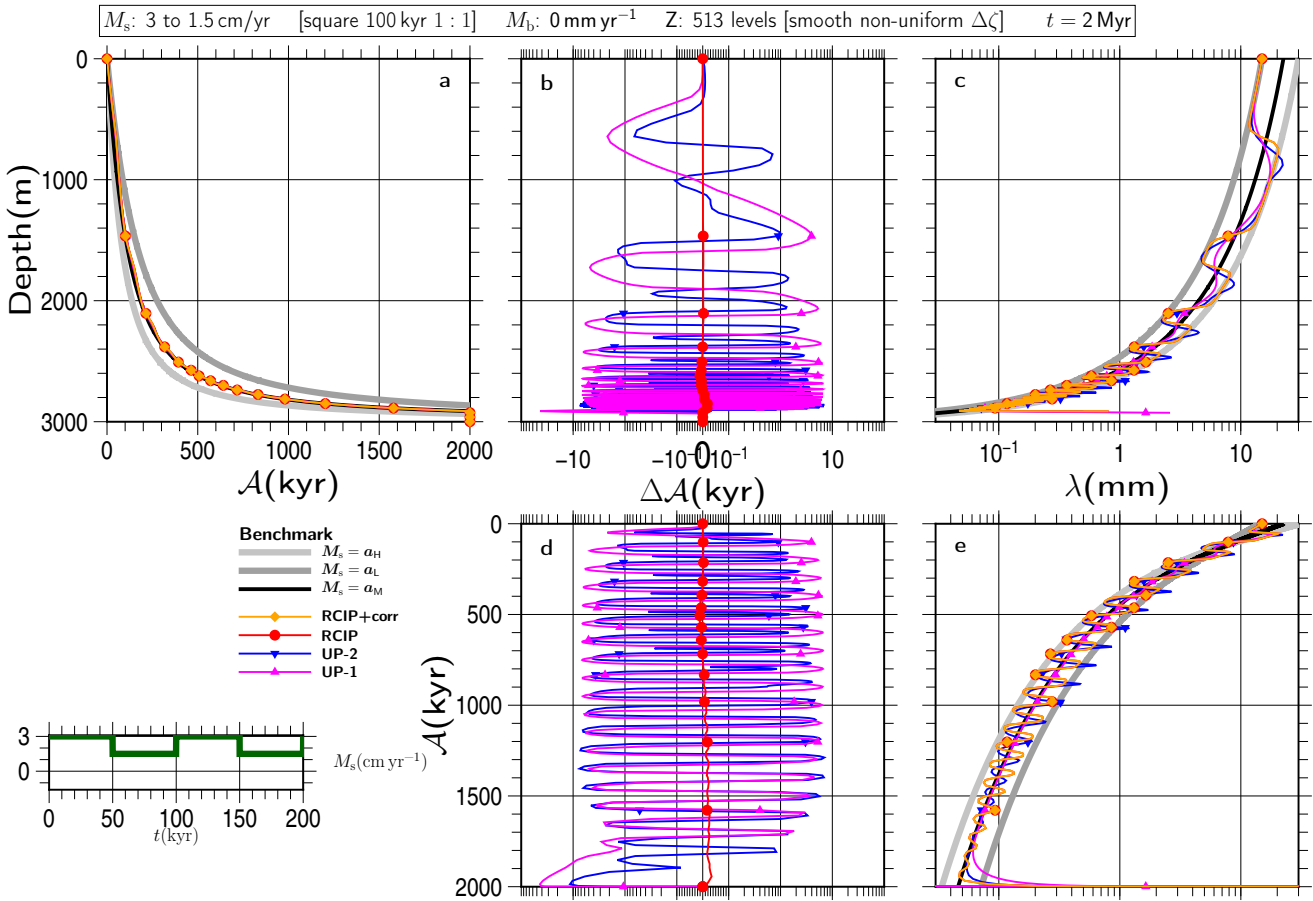 Mₛ: 3 to 1.5 cm/yr [square 100 kyr 1 : 1] M_b: 0 mm yr⁻¹ Z: 513 levels [smooth non-uniform Δζ] t = 2 Myr
0
1000
2000
3000
Depth(m)
a
0 500 1000 1500 2000
𝒜(kyr)
b
−10 −10⁻¹ 0 10⁻¹ 10
Δ𝒜(kyr)
c
10⁻¹ 1 10
λ(mm)
Benchmark
Mₛ = a_H
Mₛ = a_L
Mₛ = a_M
RCIP+corr
RCIP
UP-2
UP-1
3
0
Mₛ(cm yr⁻¹)
0 50 100 150 200
t(kyr)
0
500
1000
1500
2000
𝒜(kyr)
d
e